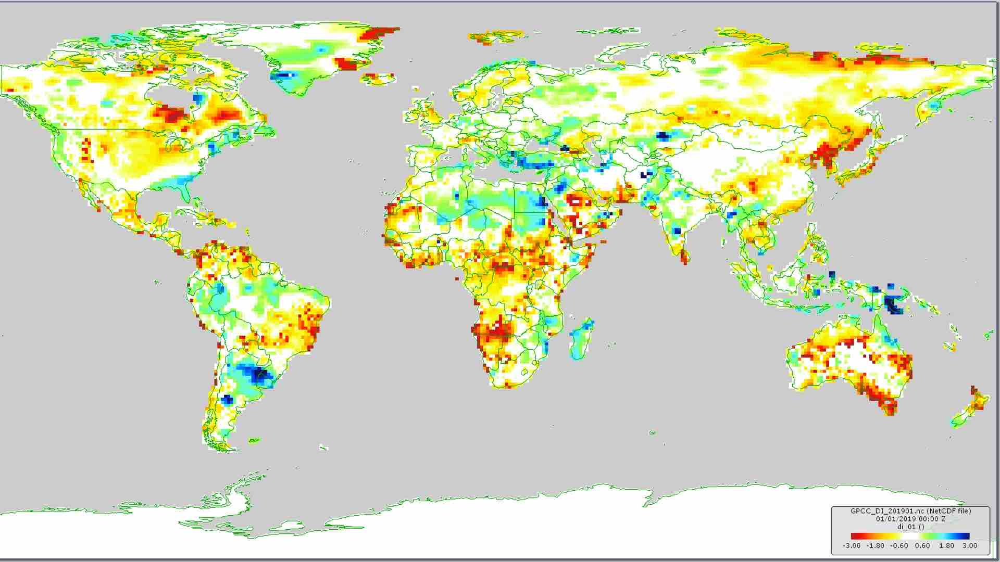 GPCC_DI_201901.nc (NetCDF file)
01/01/2019 00:00 Z
di_01 ()
-3.00 -1.80 -0.60 0.60 1.80 3.00